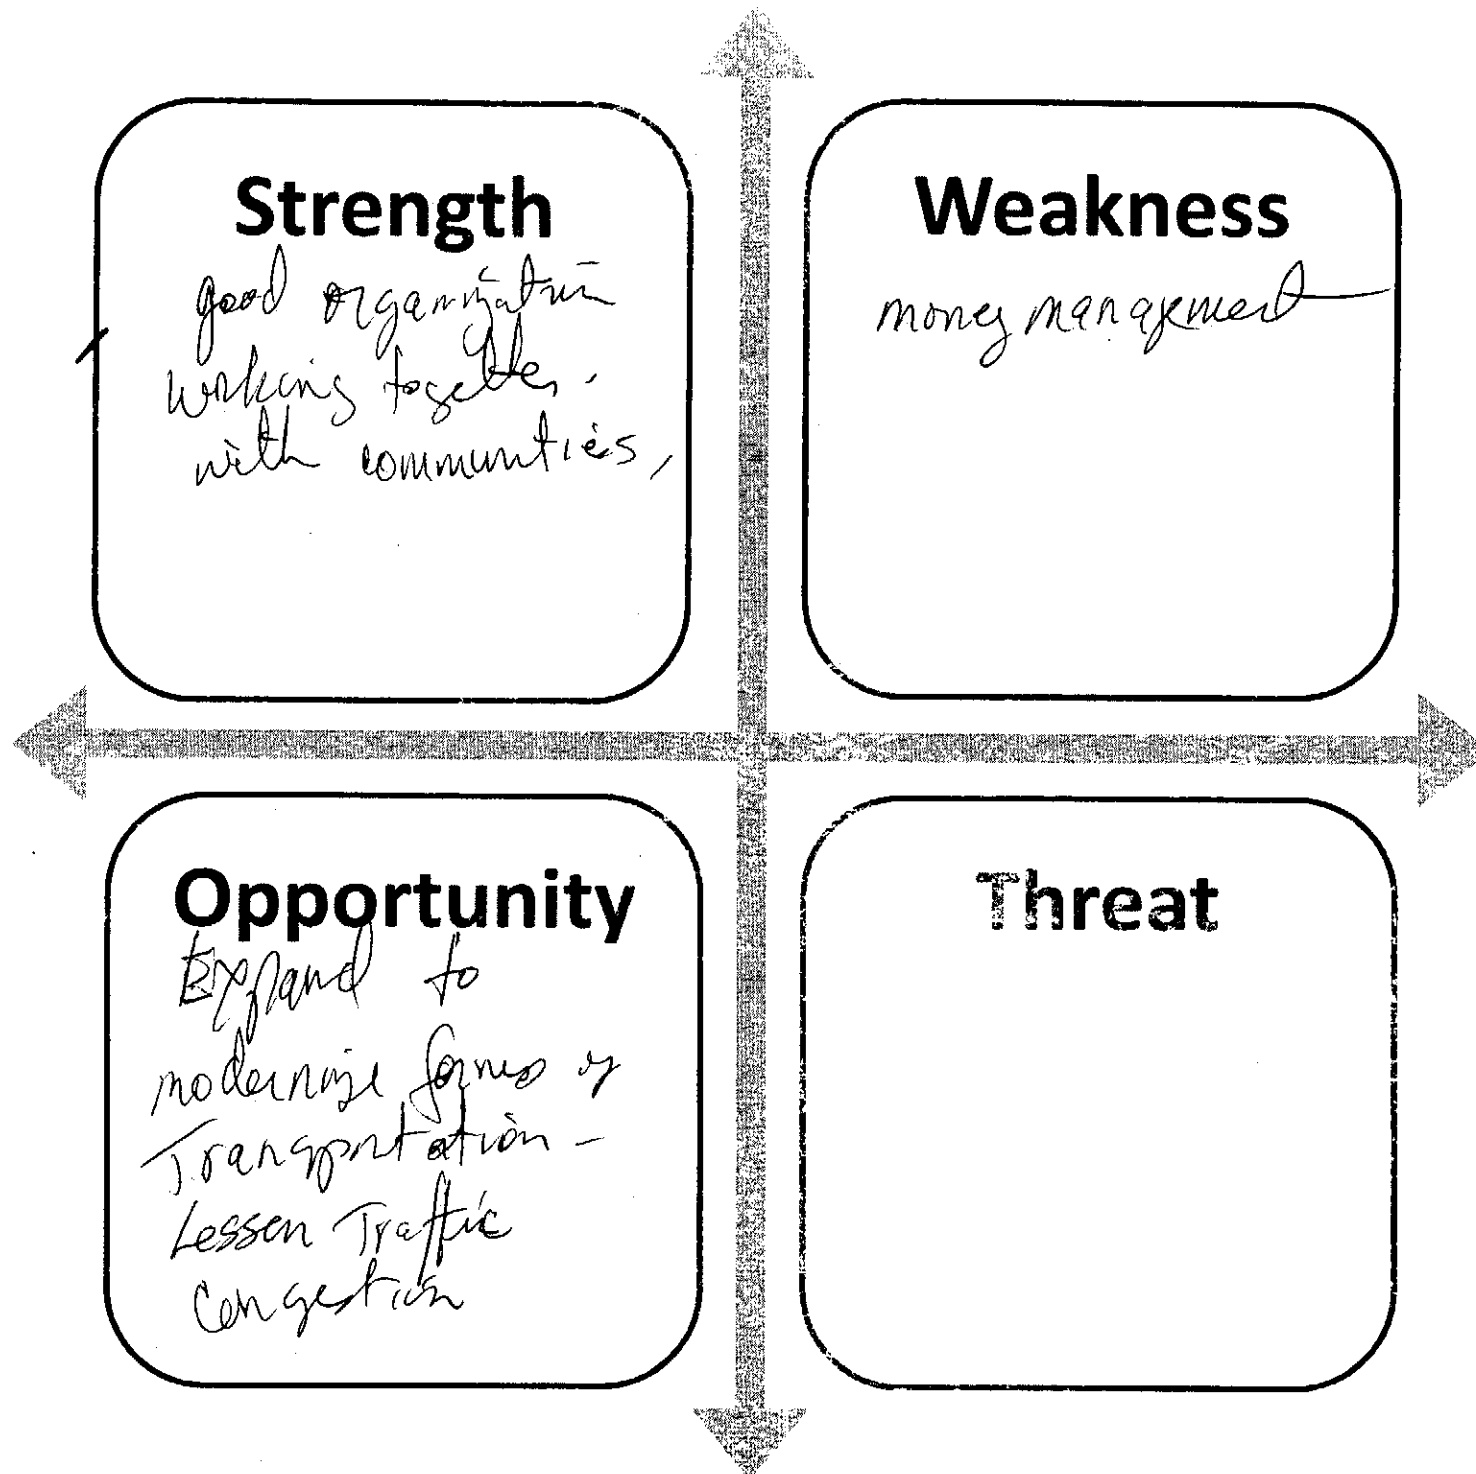 Strength
good organization
working together,
with communities,
Weakness
money management
Opportunity
Expand to
modernize forms of
Transportation -
Lessen Traffic
Congestion
Threat